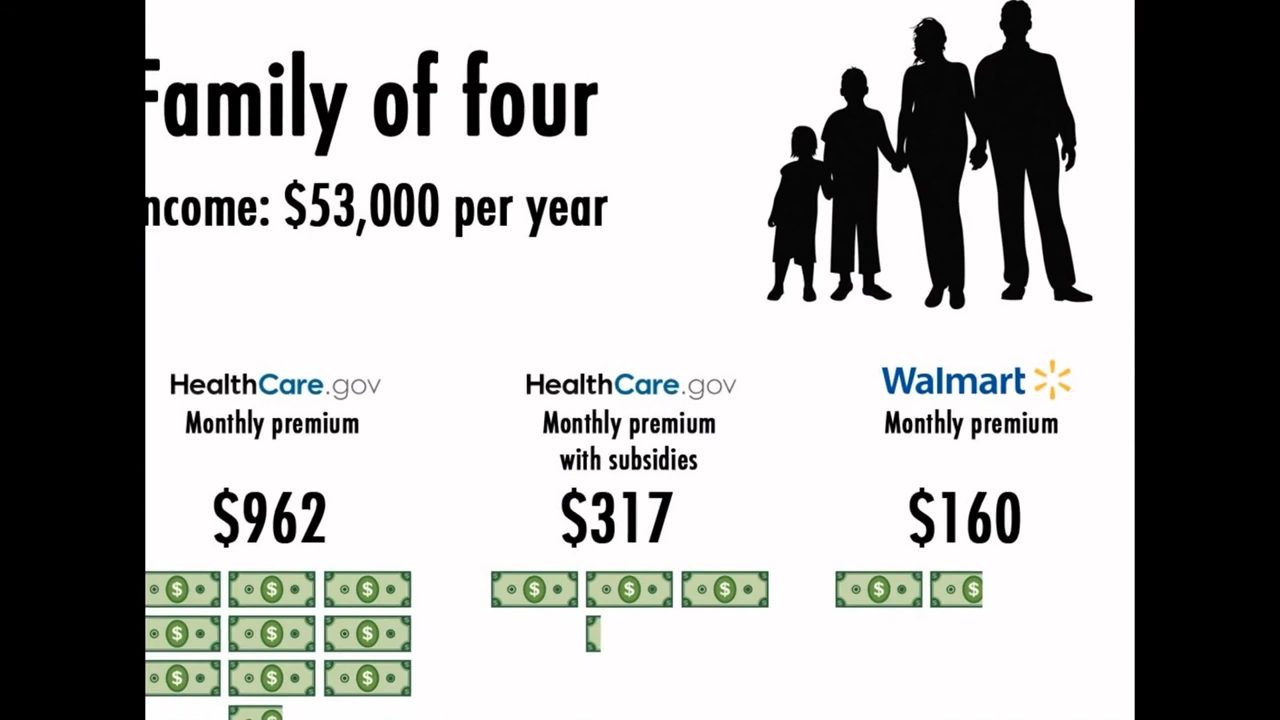 Family of four
Income: $53,000 per year
HealthCare.gov
Monthly premium
$962
HealthCare.gov
Monthly premium
with subsidies
$317
Walmart
Monthly premium
$160